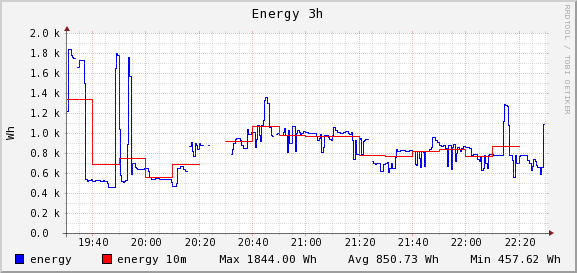 Energy 3h
RRDTOOL / TOBI OETIKER
Wh
2.0 k
1.8 k
1.6 k
1.4 k
1.2 k
1.0 k
0.8 k
0.6 k
0.4 k
0.2 k
0.0
19:40 20:00 20:20 20:40 21:00 21:20 21:40 22:00 22:20
energy energy 10m Max 1844.00 Wh Avg 850.73 Wh Min 457.62 Wh